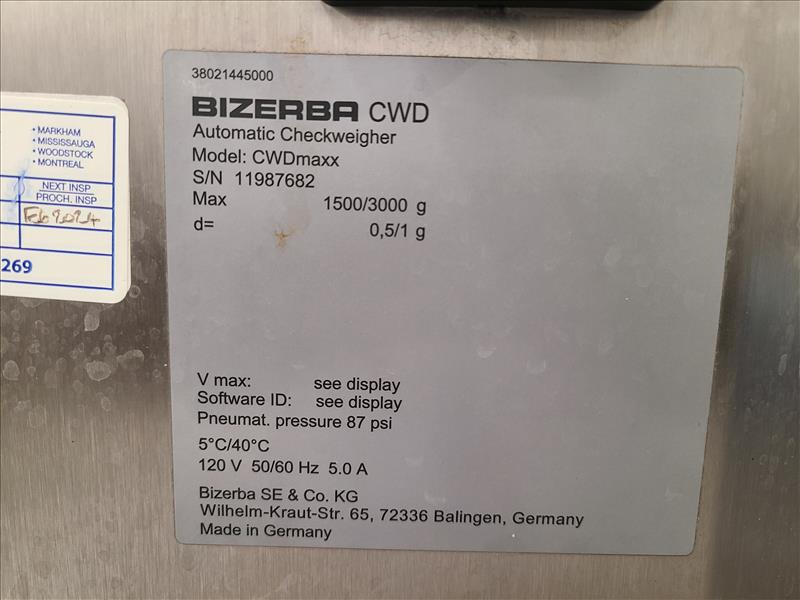 38021445000
BIZERBA CWD
Automatic Checkweigher
Model: CWDmaxx
S/N 11987682
Max 1500/3000 g
d= 0,5/1 g
V max: see display
Software ID: see display
Pneumat. pressure 87 psi
5°C/40°C
120 V 50/60 Hz 5.0 A
Bizerba SE & Co. KG
Wilhelm-Kraut-Str. 65, 72336 Balingen, Germany
Made in Germany
• MARKHAM
• MISSISSAUGA
• WOODSTOCK
• MONTREAL
NEXT INSP
PROCH. INSP
Feb 2024
269